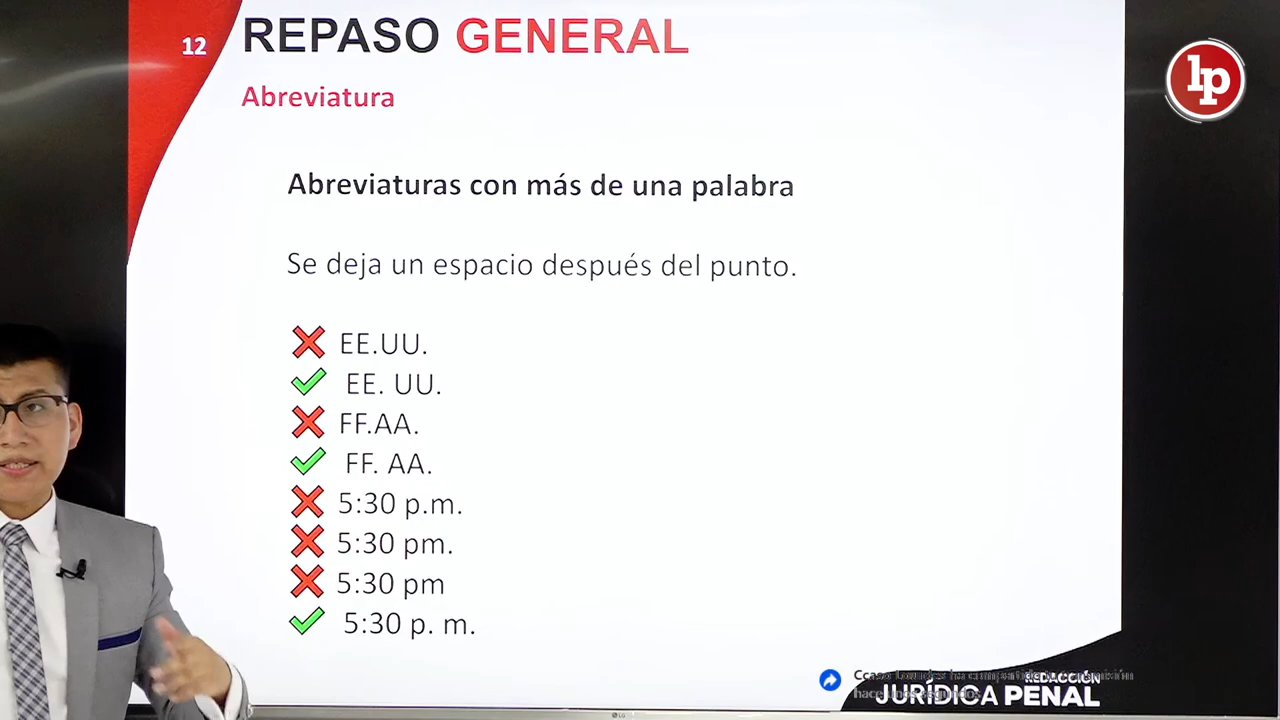 12
REPASO GENERAL
lp
Abreviatura
Abreviaturas con más de una palabra
Se deja un espacio después del punto.
EE.UU.
EE. UU.
FF.AA.
FF. AA.
5:30 p.m.
5:30 pm.
5:30 pm
5:30 p. m.
REDACCIÓN
JURÍDICA PENAL
LG